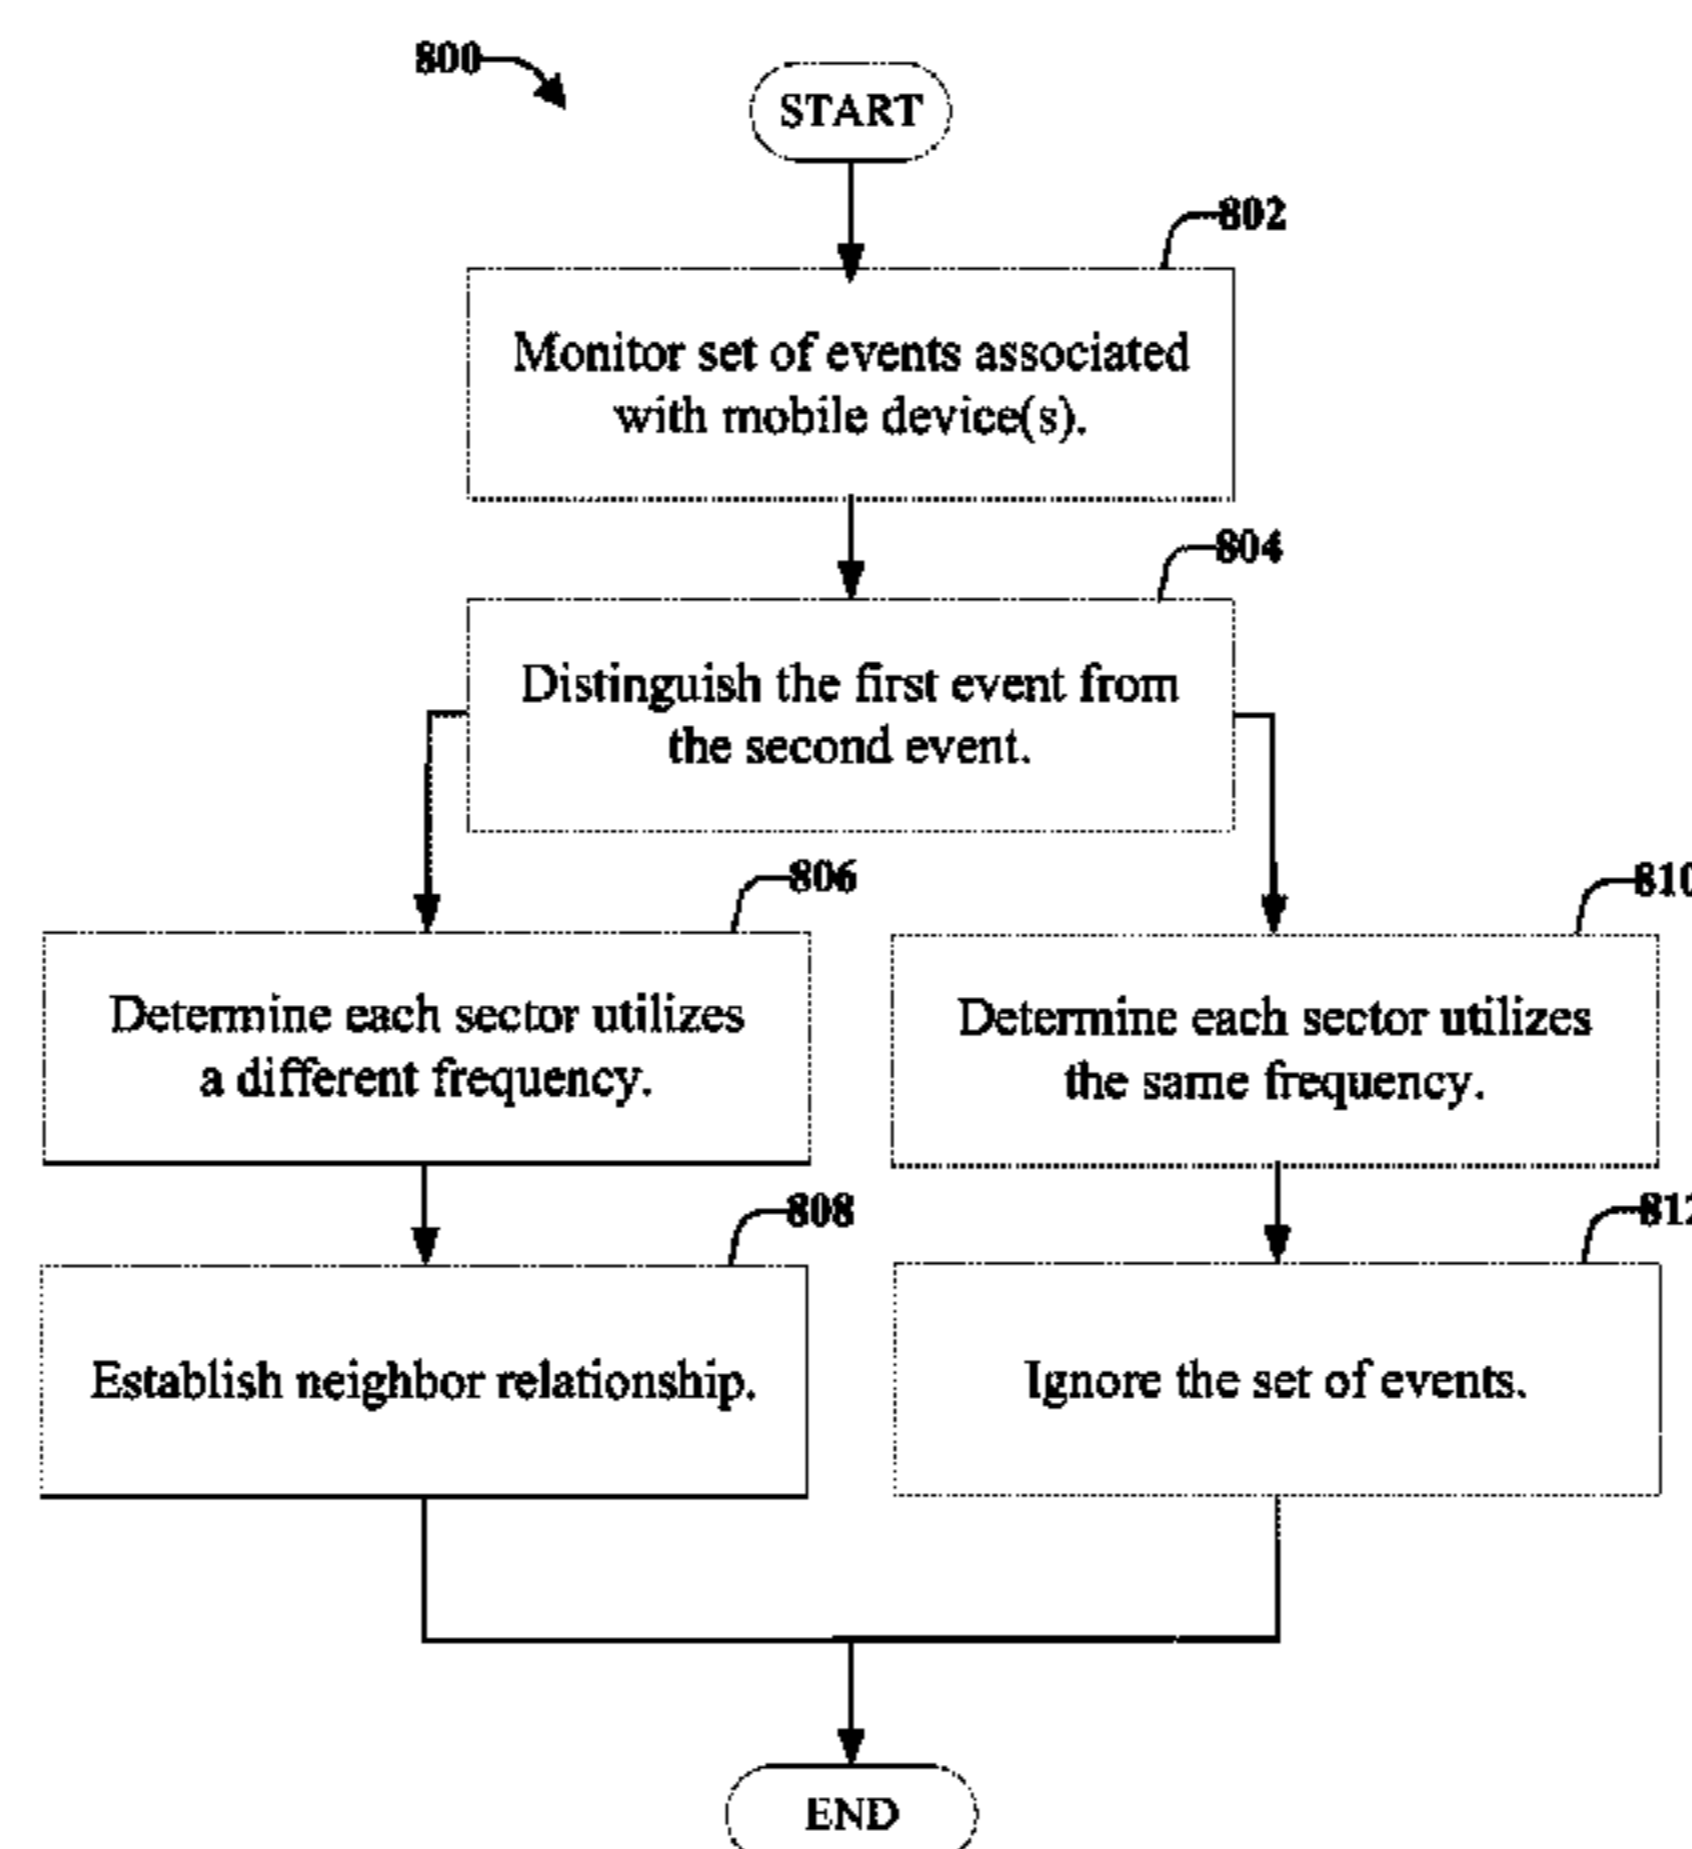 800
START
802
Monitor set of events associated
with mobile device(s).
804
Distinguish the first event from
the second event.
806
Determine each sector utilizes
a different frequency.
810
Determine each sector utilizes
the same frequency.
808
Establish neighbor relationship.
812
Ignore the set of events.
END